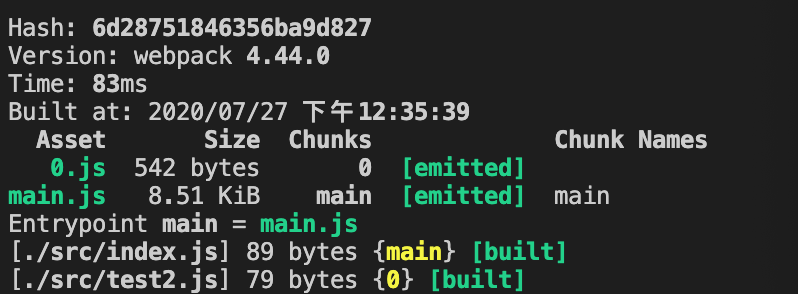 Hash: 6d28751846356ba9d827
Version: webpack 4.44.0
Time: 83ms
Built at: 2020/07/27 下午12:35:39
Asset Size Chunks Chunk Names
0.js 542 bytes 0 [emitted]
main.js 8.51 KiB main [emitted] main
Entrypoint main = main.js
[./src/index.js] 89 bytes {main} [built]
[./src/test2.js] 79 bytes {0} [built]